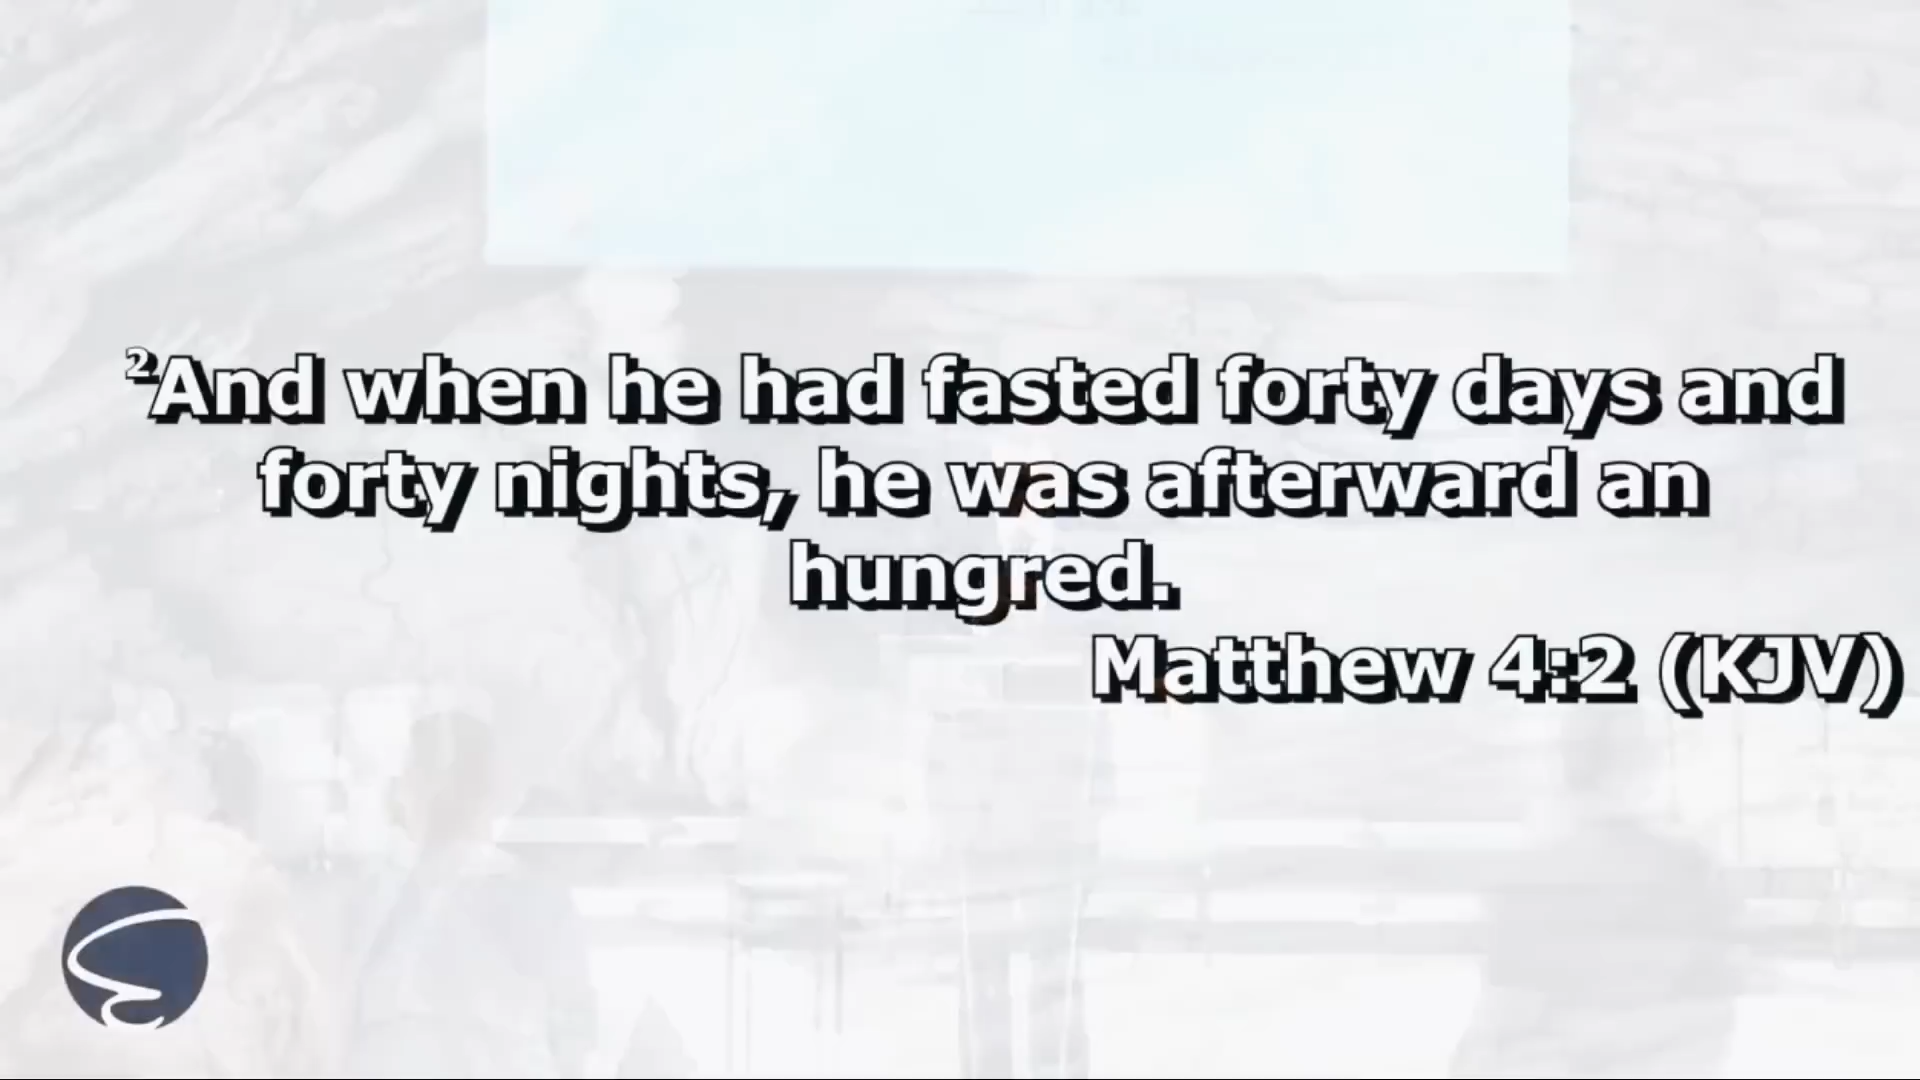 ²And when he had fasted forty days and
forty nights, he was afterward an
hungred.
Matthew 4:2 (KJV)